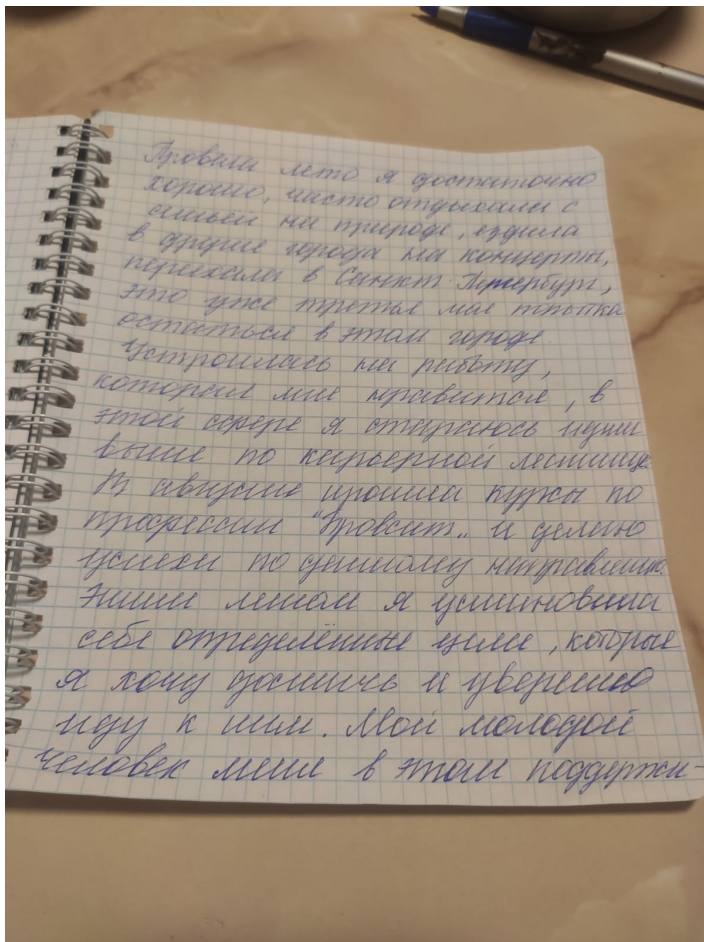 Провела лето я достаточно
хорошо, часто отдыхала с
семьей на природе, ездила
в другие города на концерты,
переехала в Санкт-Петербург,
это уже третья моя попытка
остаться в этом городе.
Устроилась на работу,
которая мне нравится, в
этой сфере я стараюсь идти
выше по карьерной лестнице.
В августе прошла курсы по
профессии "Бровист" и делаю
успехи по данному направлению.
Этим летом я установила
себе определённые цели, которые
я хочу достичь и уверенно
иду к ним. Мой молодой
человек меня в этом поддержи-